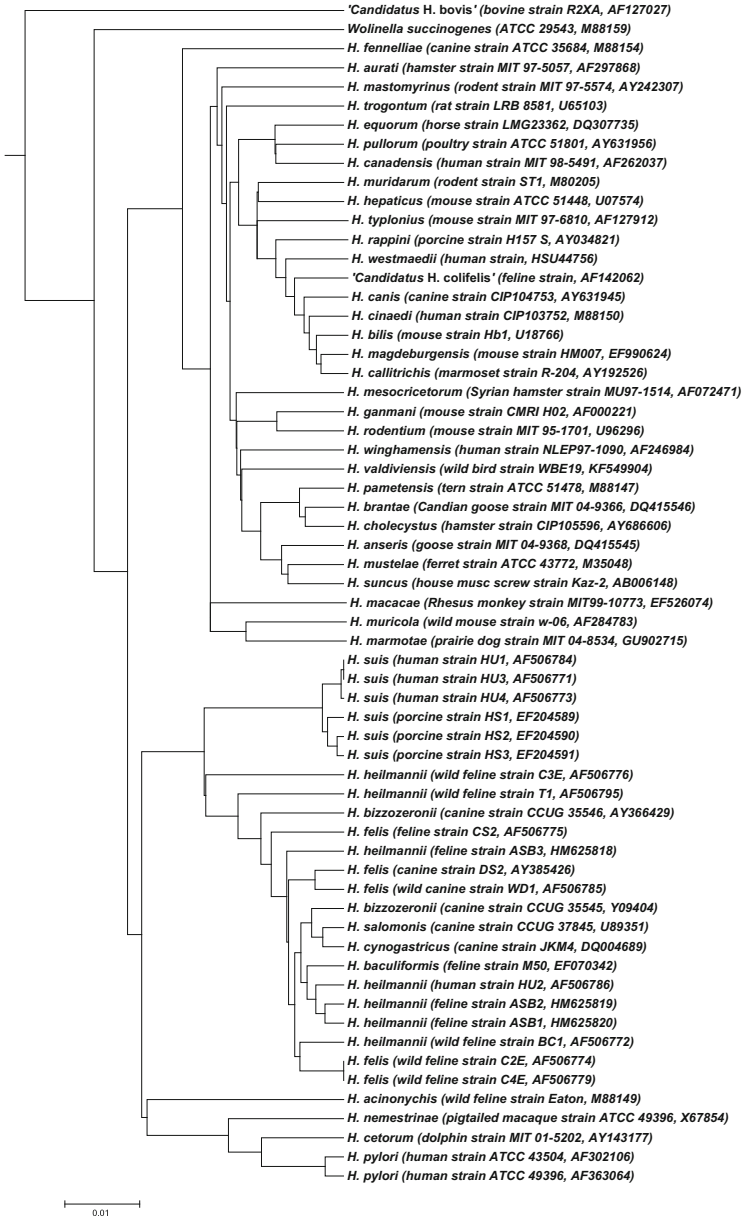 'Candidatus H. bovis' (bovine strain R2XA, AF127027)
Wolinella succinogenes (ATCC 29543, M88159)
H. fennelliae (canine strain ATCC 35684, M88154)
H. aurati (hamster strain MIT 97-5057, AF297868)
H. mastomyrinus (rodent strain MIT 97-5574, AY242307)
H. trogontum (rat strain LRB 8581, U65103)
H. equorum (horse strain LMG23362, DQ307735)
H. pullorum (poultry strain ATCC 51801, AY631956)
H. canadensis (human strain MIT 98-5491, AF262037)
H. muridarum (rodent strain ST1, M80205)
H. hepaticus (mouse strain ATCC 51448, U07574)
H. typlonius (mouse strain MIT 97-6810, AF127912)
H. rappini (porcine strain H157 S, AY034821)
H. westmaedii (human strain, HSU44756)
'Candidatus H. colifelis' (feline strain, AF142062)
H. canis (canine strain CIP104753, AY631945)
H. cinaedi (human strain CIP103752, M88150)
H. bilis (mouse strain Hb1, U18766)
H. magdeburgensis (mouse strain HM007, EF990624)
H. callitrichis (marmoset strain R-204, AY192526)
H. mesocricetorum (Syrian hamster strain MU97-1514, AF072471)
H. ganmani (mouse strain CMRI H02, AF000221)
H. rodentium (mouse strain MIT 95-1701, U96296)
H. winghamensis (human strain NLEP97-1090, AF246984)
H. valdiviensis (wild bird strain WBE19, KF549904)
H. pametensis (tern strain ATCC 51478, M88147)
H. brantae (Candian goose strain MIT 04-9366, DQ415546)
H. cholecystus (hamster strain CIP105596, AY686606)
H. anseris (goose strain MIT 04-9368, DQ415545)
H. mustelae (ferret strain ATCC 43772, M35048)
H. suncus (house musc screw strain Kaz-2, AB006148)
H. macacae (Rhesus monkey strain MIT99-10773, EF526074)
H. muricola (wild mouse strain w-06, AF284783)
H. marmotae (prairie dog strain MIT 04-8534, GU902715)
H. suis (human strain HU1, AF506784)
H. suis (human strain HU3, AF506771)
H. suis (human strain HU4, AF506773)
H. suis (porcine strain HS1, EF204589)
H. suis (porcine strain HS2, EF204590)
H. suis (porcine strain HS3, EF204591)
H. heilmannii (wild feline strain C3E, AF506776)
H. heilmannii (wild feline strain T1, AF506795)
H. bizzozeronii (canine strain CCUG 35546, AY366429)
H. felis (feline strain CS2, AF506775)
H. heilmannii (feline strain ASB3, HM625818)
H. felis (canine strain DS2, AY385426)
H. felis (wild canine strain WD1, AF506785)
H. bizzozeronii (canine strain CCUG 35545, Y09404)
H. salomonis (canine strain CCUG 37845, U89351)
H. cynogastricus (canine strain JKM4, DQ004689)
H. baculiformis (feline strain M50, EF070342)
H. heilmannii (human strain HU2, AF506786)
H. heilmannii (feline strain ASB2, HM625819)
H. heilmannii (feline strain ASB1, HM625820)
H. heilmannii (wild feline strain BC1, AF506772)
H. felis (wild feline strain C2E, AF506774)
H. felis (wild feline strain C4E, AF506779)
H. acinonychis (wild feline strain Eaton, M88149)
H. nemestrinae (pigtailed macaque strain ATCC 49396, X67854)
H. cetorum (dolphin strain MIT 01-5202, AY143177)
H. pylori (human strain ATCC 43504, AF302106)
H. pylori (human strain ATCC 49396, AF363064)
0.01